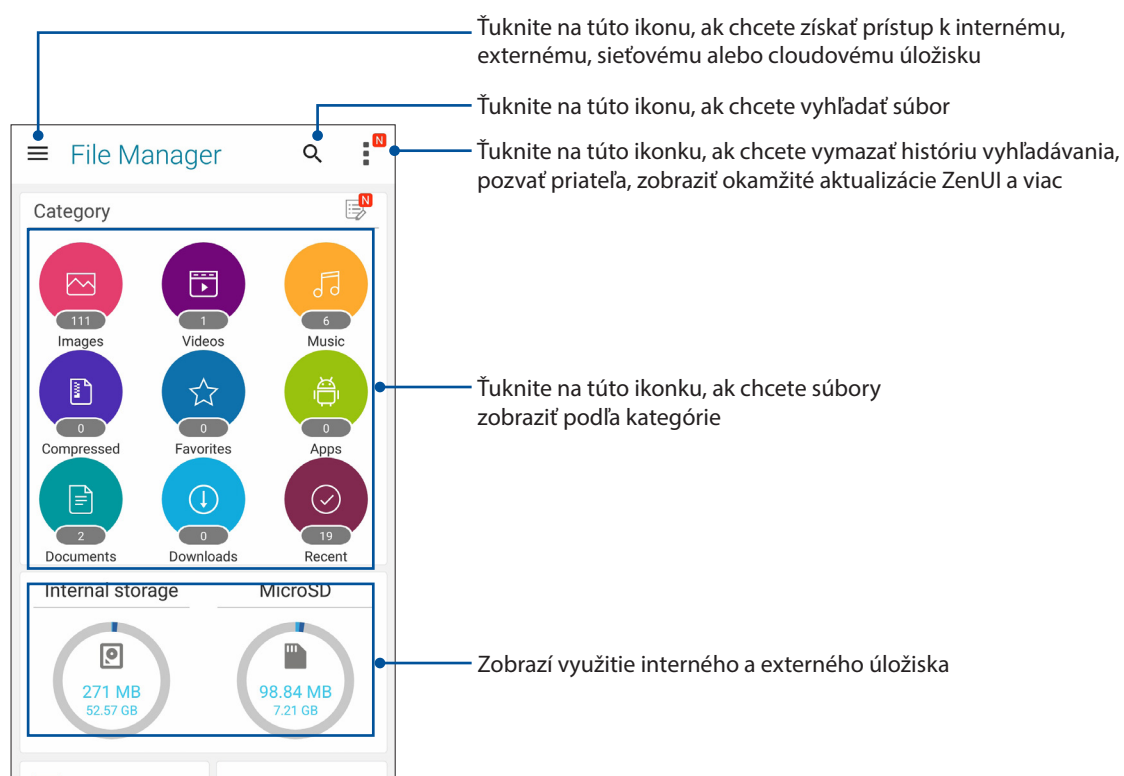 Ťuknite na túto ikonu, ak chcete získať prístup k internému,
externému, sieťovému alebo cloudovému úložisku
Ťuknite na túto ikonu, ak chcete vyhľadať súbor
Ťuknite na túto ikonku, ak chcete vymazať históriu vyhľadávania,
pozvať priateľa, zobraziť okamžité aktualizácie ZenUI a viac
File Manager
N
Category
N
111
1
6
Images
Videos
Music
0
0
0
Compressed
Favorites
Apps
Ťuknite na túto ikonku, ak chcete súbory
zobraziť podľa kategórie
2
0
19
Documents
Downloads
Recent
Internal storage
MicroSD
271 MB
52.57 GB
98.84 MB
7.21 GB
Zobrazí využitie interného a externého úložiska